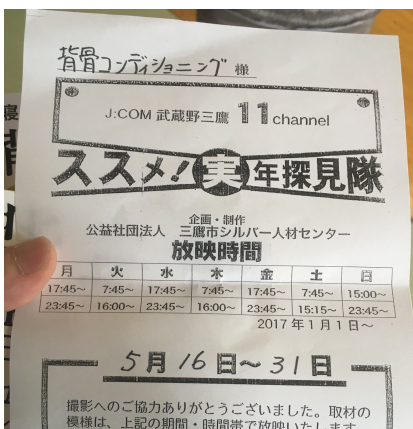 背骨コンディショニング 様
J:COM 武蔵野三鷹 11 channel
ススメ!実年探見隊
企画・制作
公益社団法人 三鷹市シルバー人材センター
放映時間
月 火 水 木 金 土 日
17:45~ 7:45~ 17:45~ 7:45~ 17:45~ 7:45~ 15:00~
23:45~ 16:00~ 23:45~ 16:00~ 23:45~ 15:15~ 23:45~
2017年1月1日~
5月16日~31日
撮影へのご協力ありがとうございました。取材の
模様は、上記の期間・時間帯で放映いたします